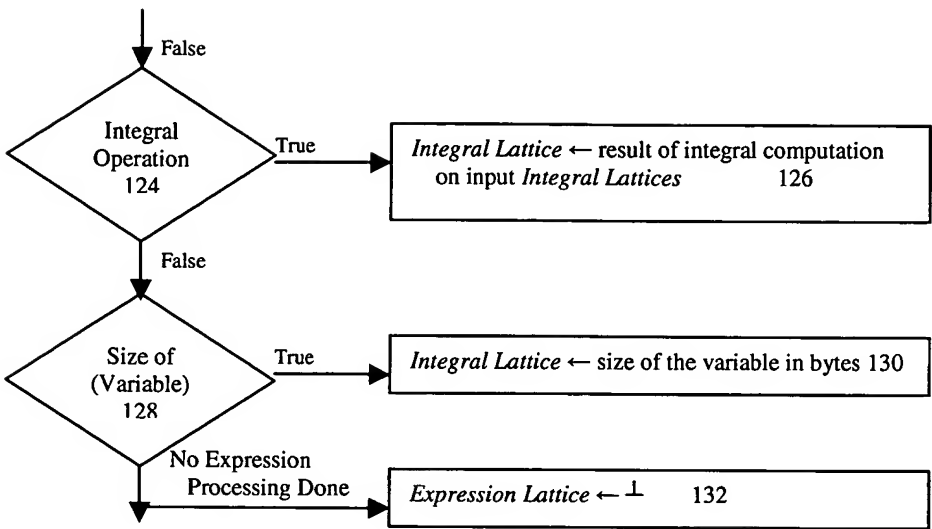 False
Integral
Operation
124
True
Integral Lattice ← result of integral computation
on input Integral Lattices 126
False
Size of
(Variable)
128
True
Integral Lattice ← size of the variable in bytes 130
No Expression
Processing Done
Expression Lattice ← ⊥ 132